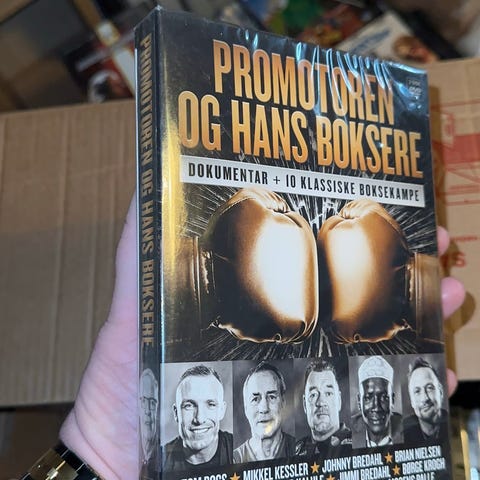 PROMOTOREN
OG HANS BOKSERE
DOKUMENTAR + 10 KLASSISKE BOKSEKAMPE
MIKKEL KESSLER ★ JOHNNY BREDAHL ★ BRIAN NIELSEN
★ JIMMI BREDAHL ★ BØRGE KROGH
PROMOTOREN OG HANS BOKSERE